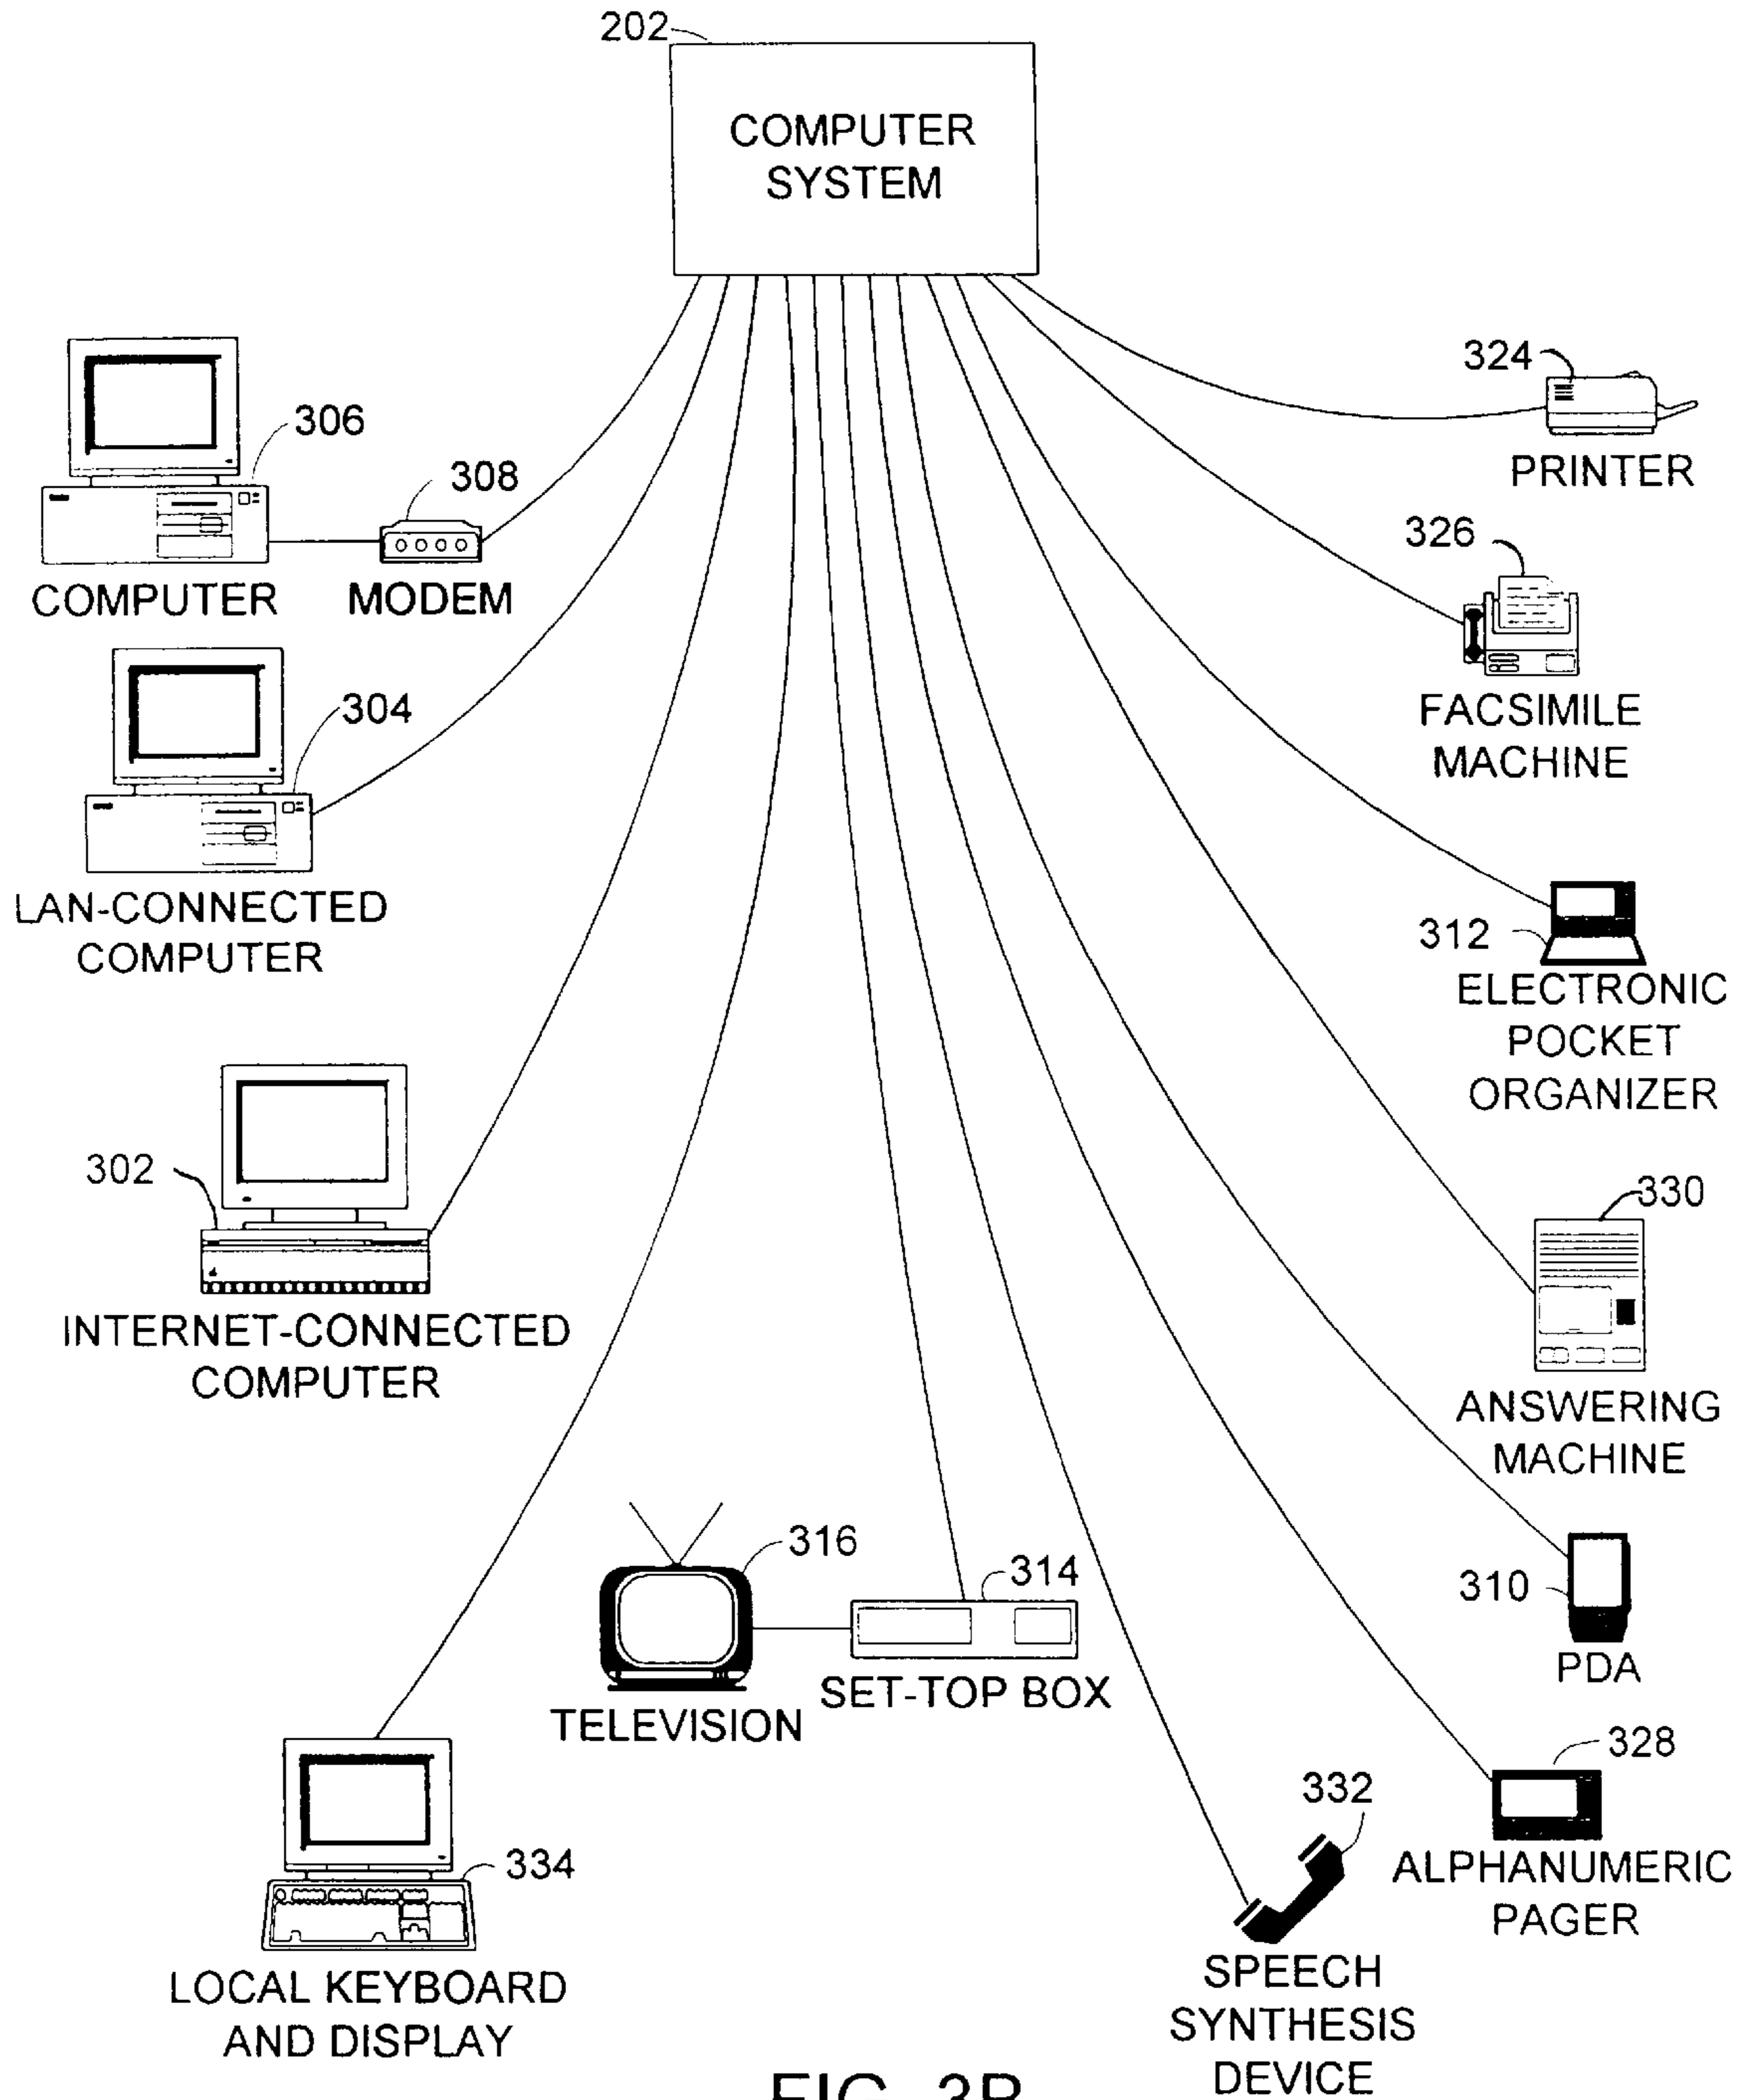 202
COMPUTER
SYSTEM
324
PRINTER
306
308
COMPUTER
MODEM
326
FACSIMILE
MACHINE
304
LAN-CONNECTED
COMPUTER
312
ELECTRONIC
POCKET
ORGANIZER
302
INTERNET-CONNECTED
COMPUTER
330
ANSWERING
MACHINE
316
TELEVISION
314
SET-TOP BOX
310
PDA
328
ALPHANUMERIC
PAGER
334
LOCAL KEYBOARD
AND DISPLAY
332
SPEECH
SYNTHESIS
DEVICE
FIG. 3B